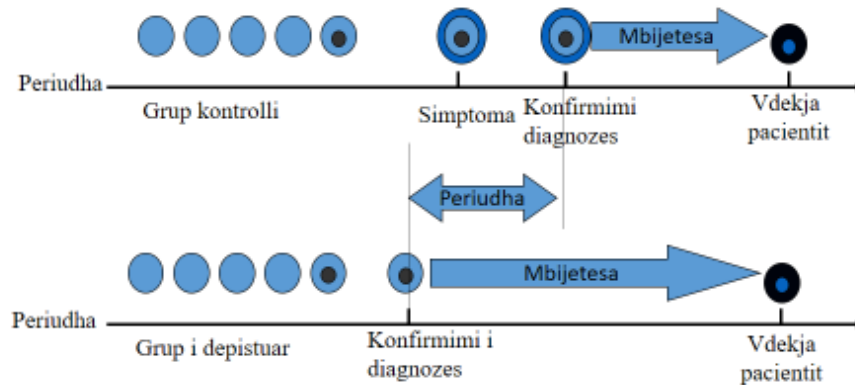 Mbijetesa
Periudha
Grup kontrolli
Simptoma
Konfirmimi
diagnozes
Vdekja
pacientit
Periudha
Mbijetesa
Periudha
Grup i depistuar
Konfirmimi i
diagnozes
Vdekja
pacientit